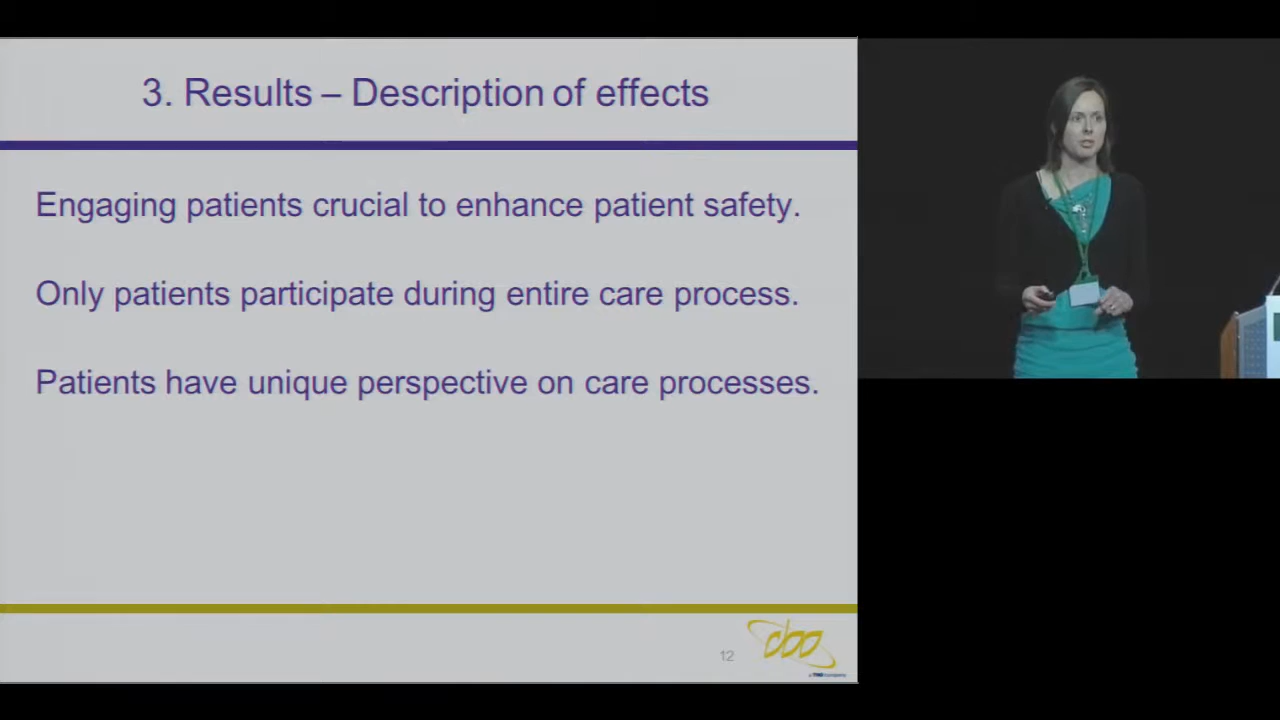 3. Results – Description of effects
Engaging patients crucial to enhance patient safety.
Only patients participate during entire care process.
Patients have unique perspective on care processes.
12
cbo